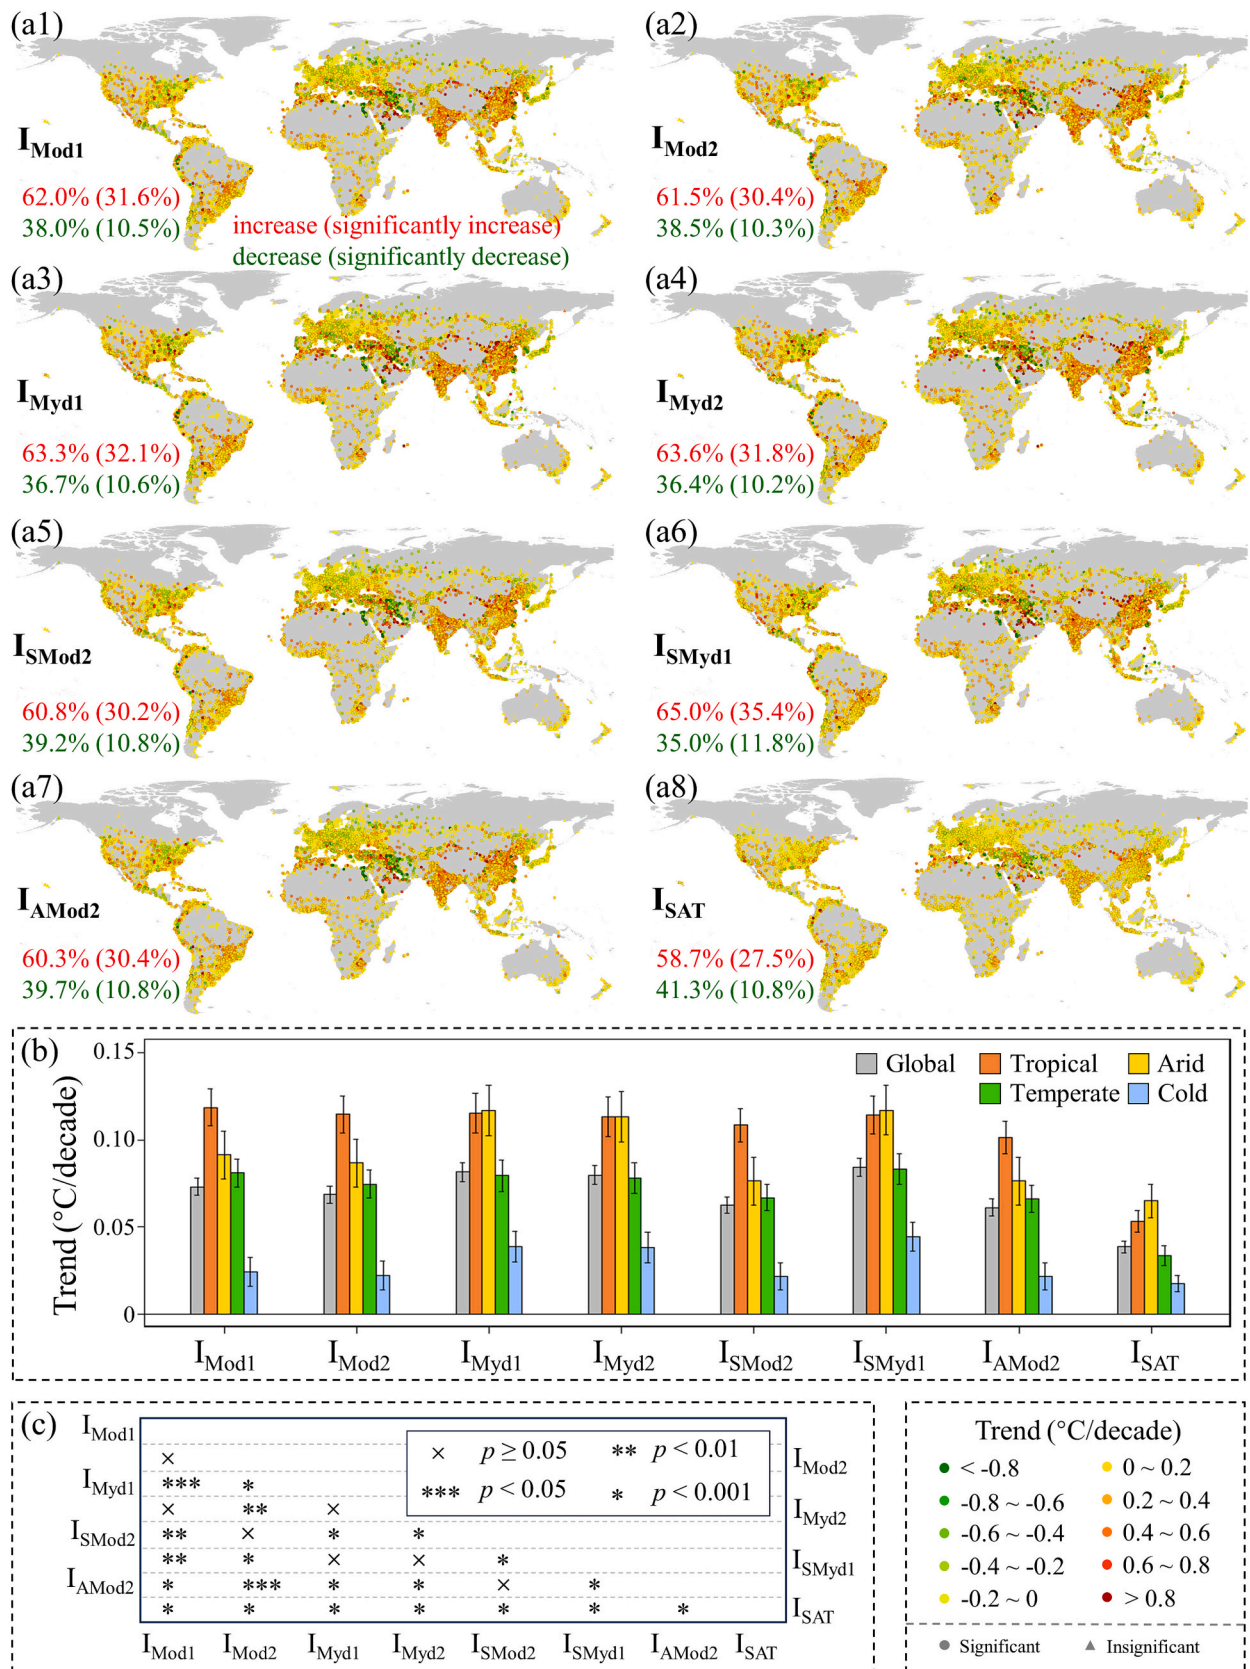 (a1)
(a2)
I_Mod1
62.0% (31.6%)
38.0% (10.5%)
increase (significantly increase)
decrease (significantly decrease)
I_Mod2
61.5% (30.4%)
38.5% (10.3%)
(a3)
(a4)
I_Myd1
63.3% (32.1%)
36.7% (10.6%)
I_Myd2
63.6% (31.8%)
36.4% (10.2%)
(a5)
(a6)
I_SMod2
60.8% (30.2%)
39.2% (10.8%)
I_SMyd1
65.0% (35.4%)
35.0% (11.8%)
(a7)
(a8)
I_AMod2
60.3% (30.4%)
39.7% (10.8%)
I_SAT
58.7% (27.5%)
41.3% (10.8%)
(b)
Trend (°C/decade)
0.15
0.10
0.05
0
Global Tropical Arid
Temperate Cold
I_Mod1 I_Mod2 I_Myd1 I_Myd2 I_SMod2 I_SMyd1 I_AMod2 I_SAT
(c)
× p ≥ 0.05 ** p < 0.01
*** p < 0.05 * p < 0.001
I_Mod1
× I_Mod2
I_Myd1 *** *
× ** × I_Myd2
I_SMod2 ** × * *
** * × × * I_SMyd1
I_AMod2 * *** * * × *
* * * * * * * I_SAT
I_Mod1 I_Mod2 I_Myd1 I_Myd2 I_SMod2 I_SMyd1 I_AMod2 I_SAT
Trend (°C/decade)
< -0.8 0 ~ 0.2
-0.8 ~ -0.6 0.2 ~ 0.4
-0.6 ~ -0.4 0.4 ~ 0.6
-0.4 ~ -0.2 0.6 ~ 0.8
-0.2 ~ 0 > 0.8
Significant Insignificant